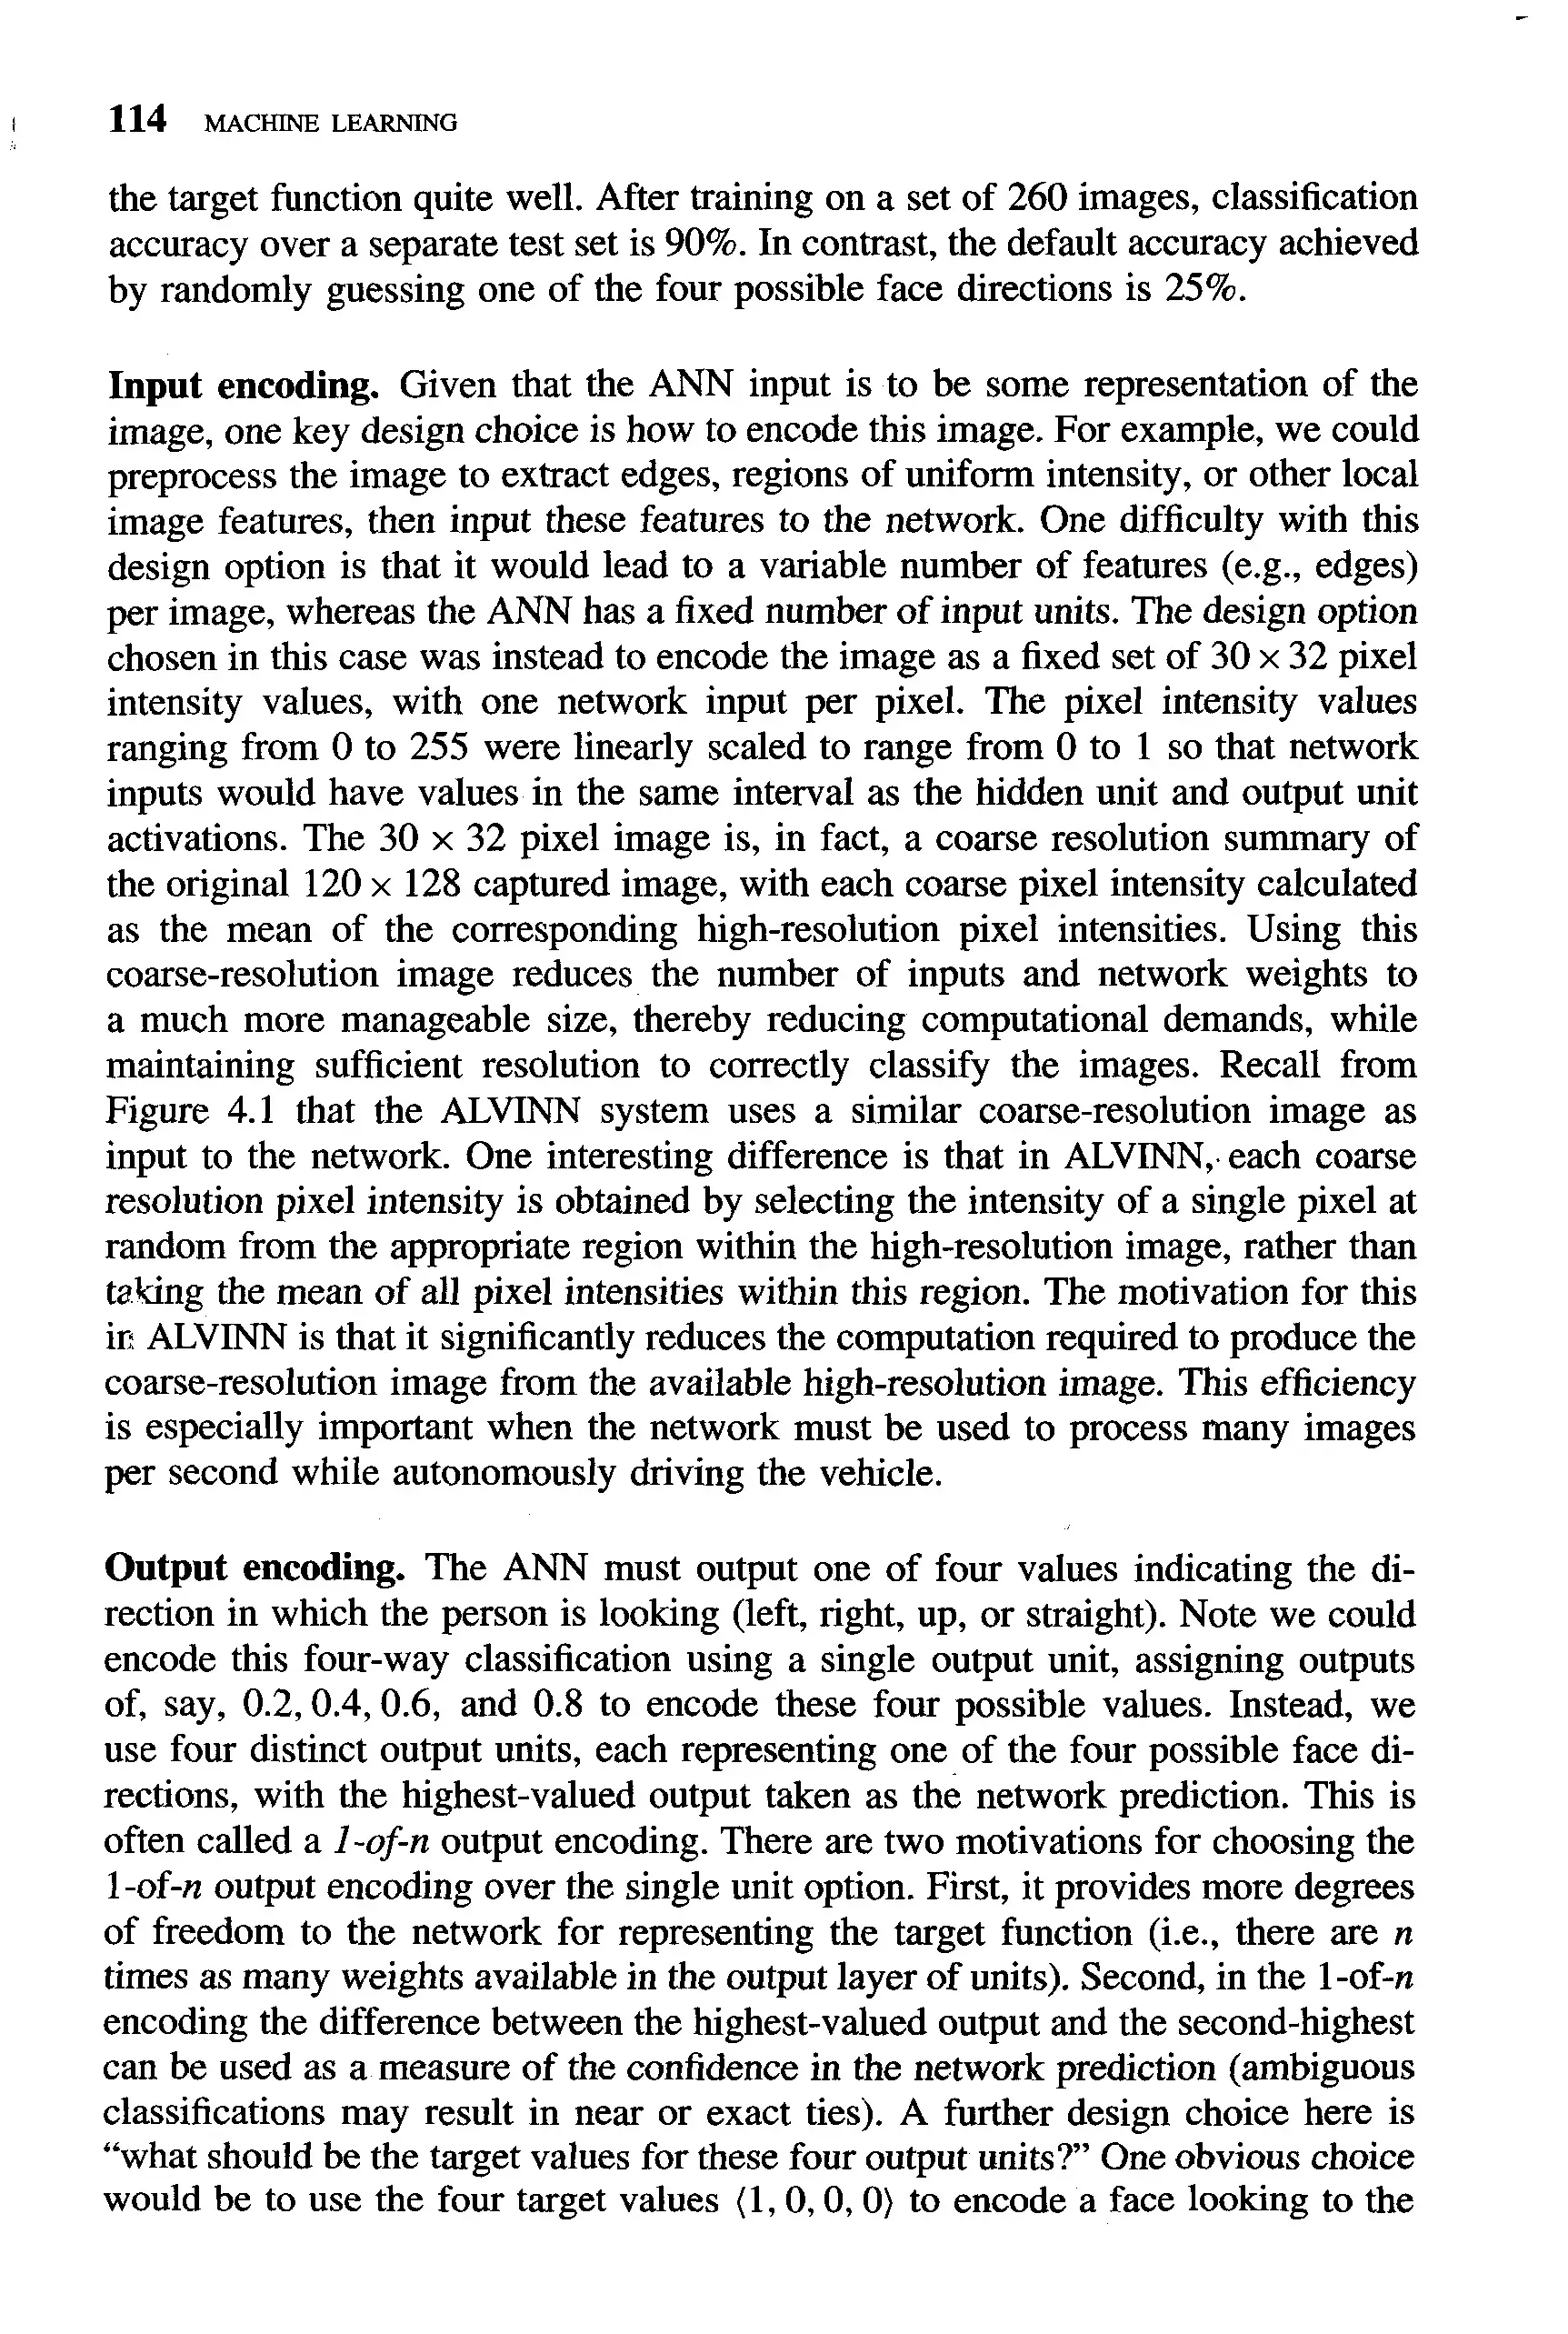 114 MACHINE LEARNING
the target function quite well. After training on a set of 260 images, classification
accuracy over a separate test set is 90%. In contrast, the default accuracy achieved
by randomly guessing one of the four possible face directions is 25%.
Input encoding. Given that the ANN input is to be some representation of the
image, one key design choice is how to encode this image. For example, we could
preprocess the image to extract edges, regions of uniform intensity, or other local
image features, then input these features to the network. One difficulty with this
design option is that it would lead to a variable number of features (e.g., edges)
per image, whereas the ANN has a fixed number of input units. The design option
chosen in this case was instead to encode the image as a fixed set of 30 x 32 pixel
intensity values, with one network input per pixel. The pixel intensity values
ranging from 0 to 255 were linearly scaled to range from 0 to 1 so that network
inputs would have values in the same interval as the hidden unit and output unit
activations. The 30 x 32 pixel image is, in fact, a coarse resolution summary of
the original 120 x 128 captured image, with each coarse pixel intensity calculated
as the mean of the corresponding high-resolution pixel intensities. Using this
coarse-resolution image reduces the number of inputs and network weights to
a much more manageable size, thereby reducing computational demands, while
maintaining sufficient resolution to correctly classify the images. Recall from
Figure 4.1 that the ALVINN system uses a similar coarse-resolution image as
input to the network. One interesting difference is that in ALVINN, each coarse
resolution pixel intensity is obtained by selecting the intensity of a single pixel at
random from the appropriate region within the high-resolution image, rather than
taking the mean of all pixel intensities within this region. The motivation for this
in ALVINN is that it significantly reduces the computation required to produce the
coarse-resolution image from the available high-resolution image. This efficiency
is especially important when the network must be used to process many images
per second while autonomously driving the vehicle.
Output encoding. The ANN must output one of four values indicating the di-
rection in which the person is looking (left, right, up, or straight). Note we could
encode this four-way classification using a single output unit, assigning outputs
of, say, 0.2, 0.4, 0.6, and 0.8 to encode these four possible values. Instead, we
use four distinct output units, each representing one of the four possible face di-
rections, with the highest-valued output taken as the network prediction. This is
often called a 1-of-n output encoding. There are two motivations for choosing the
1-of-n output encoding over the single unit option. First, it provides more degrees
of freedom to the network for representing the target function (i.e., there are n
times as many weights available in the output layer of units). Second, in the 1-of-n
encoding the difference between the highest-valued output and the second-highest
can be used as a measure of the confidence in the network prediction (ambiguous
classifications may result in near or exact ties). A further design choice here is
“what should be the target values for these four output units?” One obvious choice
would be to use the four target values ⟨1, 0, 0, 0⟩ to encode a face looking to the